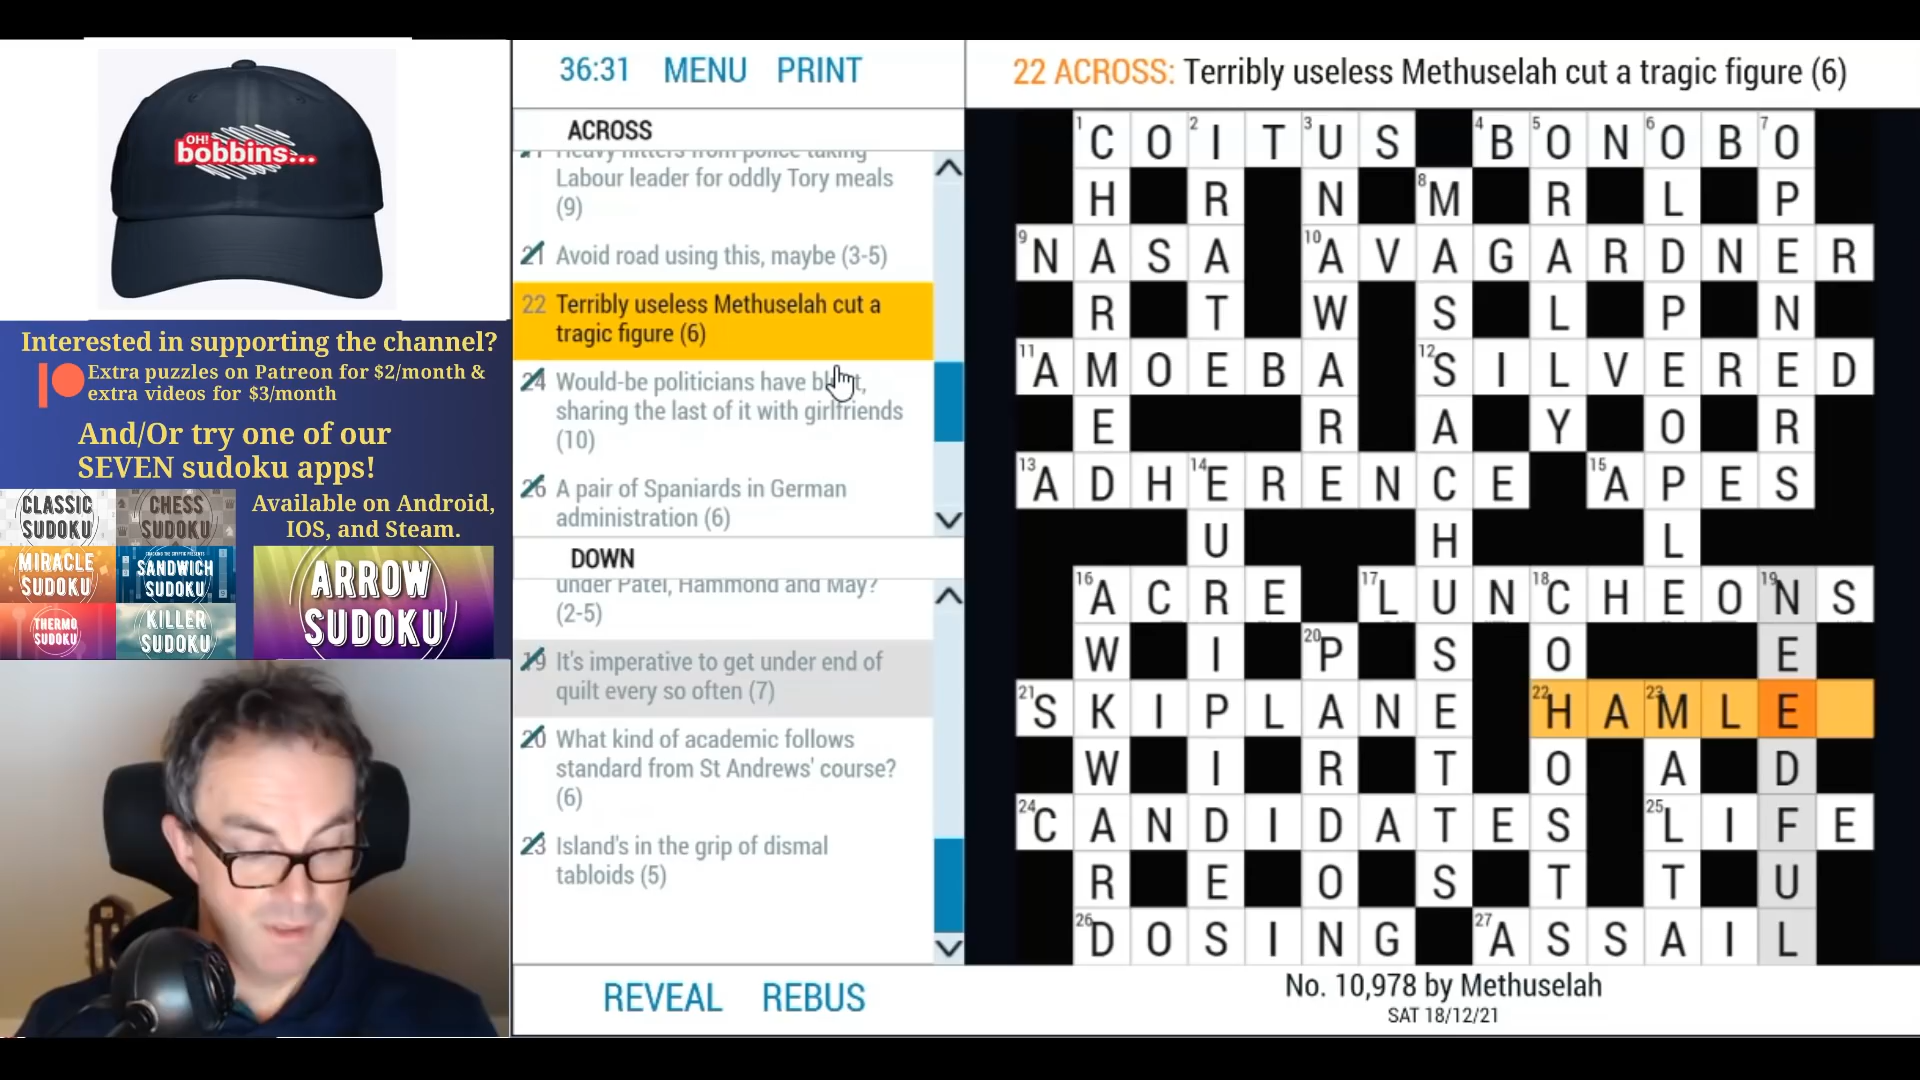 OH!
bobbins...
Interested in supporting the channel?
Extra puzzles on Patreon for $2/month &
extra videos for $3/month
And/Or try one of our
SEVEN sudoku apps!
CLASSIC
SUDOKU
CHESS
SUDOKU
MIRACLE
SUDOKU
SANDWICH
SUDOKU
THERMO
SUDOKU
KILLER
SUDOKU
Available on Android,
IOS, and Steam.
ARROW
SUDOKU
36:31 MENU PRINT
ACROSS
Heavy hitters from police taking
Labour leader for oddly Tory meals
(9)
21 Avoid road using this, maybe (3-5)
22 Terribly useless Methuselah cut a
tragic figure (6)
24 Would-be politicians have
sharing the last of it with girlfriends
(10)
26 A pair of Spaniards in German
administration (6)
DOWN
under Patel, Hammond and May?
(2-5)
19 It's imperative to get under end of
quilt every so often (7)
20 What kind of academic follows
standard from St Andrews' course?
(6)
23 Island's in the grip of dismal
tabloids (5)
REVEAL REBUS
22 ACROSS: Terribly useless Methuselah cut a tragic figure (6)
1 C O 2 I T 3 U S 4 B 5 O N 6 O B 7 O
H R N 8 M R L P
9 N A S A 10 A V A G A R D N E R
R T W S L P N
11 A M O E B A 12 S I L V E R E D
E R A Y O R
13 A D H 14 E R E N C E 15 A P E S
U H L
16 A C R E 17 L U N 18 C H E O 19 N S
W I 20 P S O E
21 S K I P L A N E 22 H A 23 M L E
W I R T O A D
24 C A N D I D A T E S 25 L I F E
R E O S T T U
26 D O S I N G 27 A S S A I L
No. 10,978 by Methuselah
SAT 18/12/21